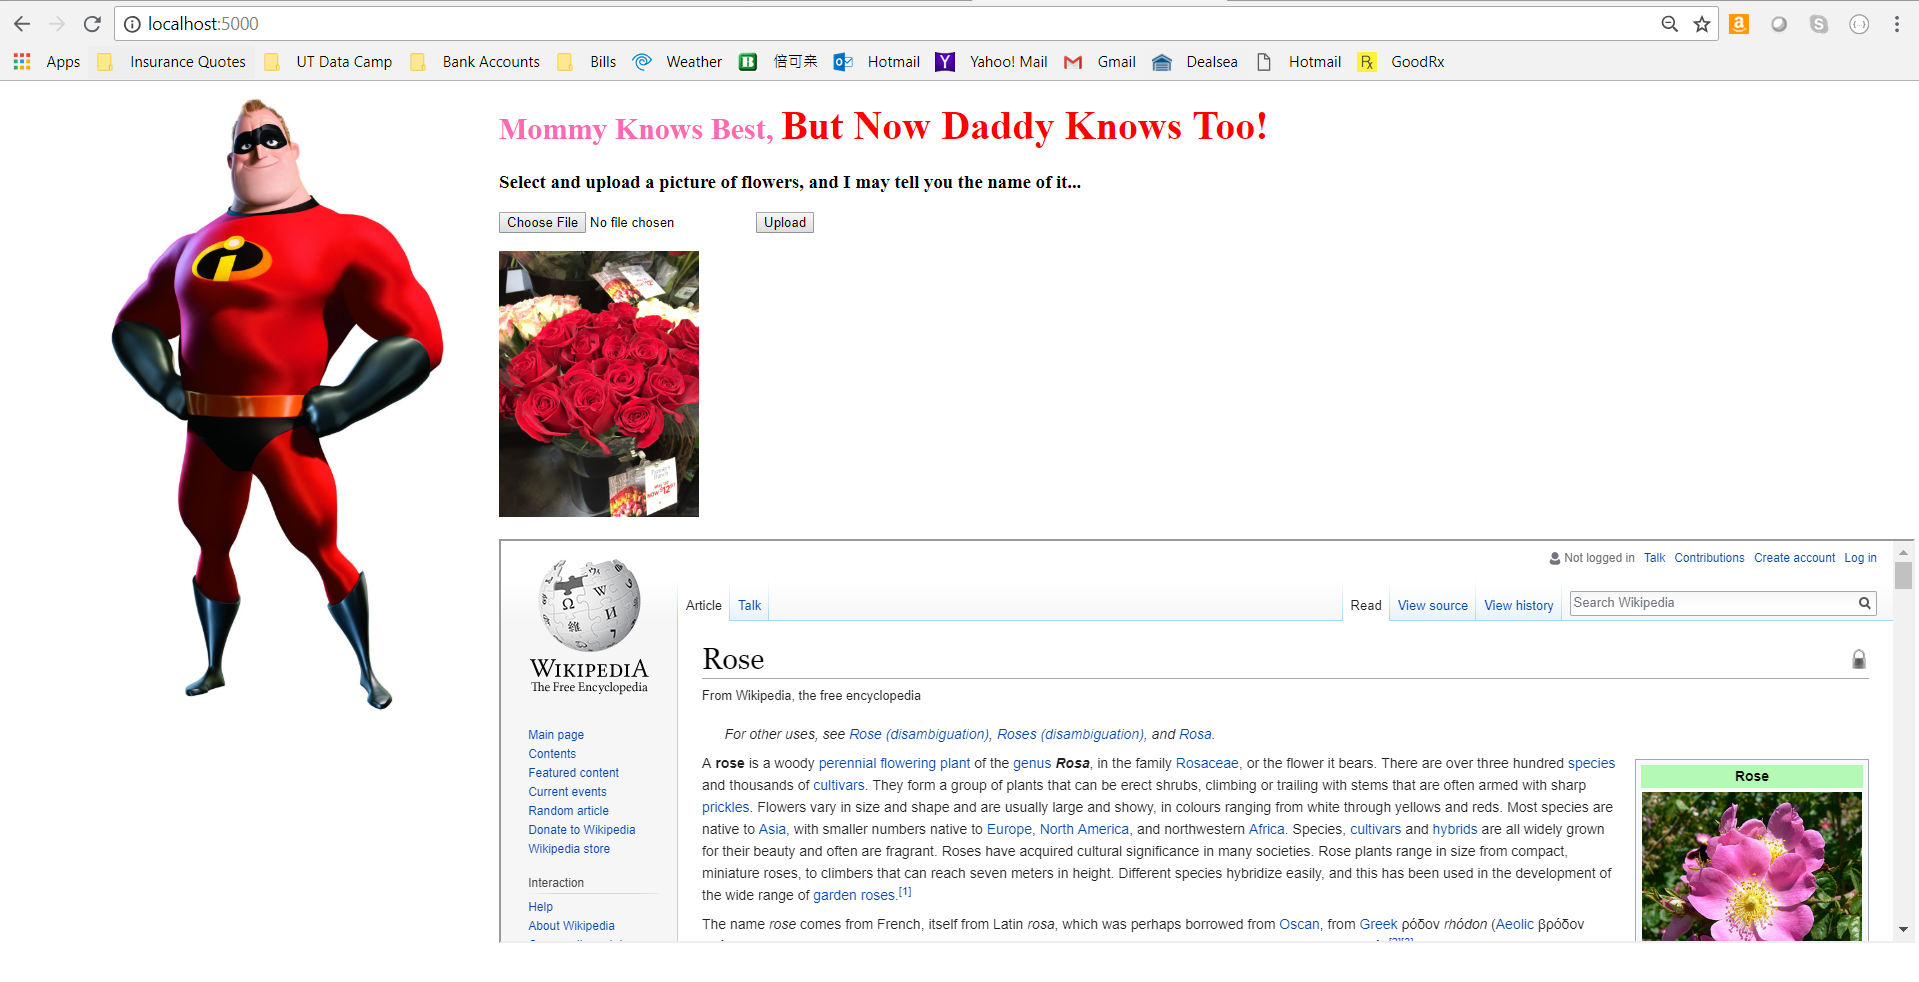 localhost:5000
Apps Insurance Quotes UT Data Camp Bank Accounts Bills Weather B 倍可亲 Hotmail Yahoo! Mail Gmail Dealsea Hotmail GoodRx
Mommy Knows Best, But Now Daddy Knows Too!
Select and upload a picture of flowers, and I may tell you the name of it...
Choose File No file chosen Upload
NOW $12
Not logged in Talk Contributions Create account Log in
Article Talk Read View source View history Search Wikipedia
WIKIPEDIA
The Free Encyclopedia
Main page
Contents
Featured content
Current events
Random article
Donate to Wikipedia
Wikipedia store
Interaction
Help
About Wikipedia
Rose
From Wikipedia, the free encyclopedia
For other uses, see Rose (disambiguation), Roses (disambiguation), and Rosa.
A rose is a woody perennial flowering plant of the genus Rosa, in the family Rosaceae, or the flower it bears. There are over three hundred species
and thousands of cultivars. They form a group of plants that can be erect shrubs, climbing or trailing with stems that are often armed with sharp
prickles. Flowers vary in size and shape and are usually large and showy, in colours ranging from white through yellows and reds. Most species are
native to Asia, with smaller numbers native to Europe, North America, and northwestern Africa. Species, cultivars and hybrids are all widely grown
for their beauty and often are fragrant. Roses have acquired cultural significance in many societies. Rose plants range in size from compact,
miniature roses, to climbers that can reach seven meters in height. Different species hybridize easily, and this has been used in the development of
the wide range of garden roses.[1]
The name rose comes from French, itself from Latin rosa, which was perhaps borrowed from Oscan, from Greek ρόδον rhódon (Aeolic βρόδον
Rose